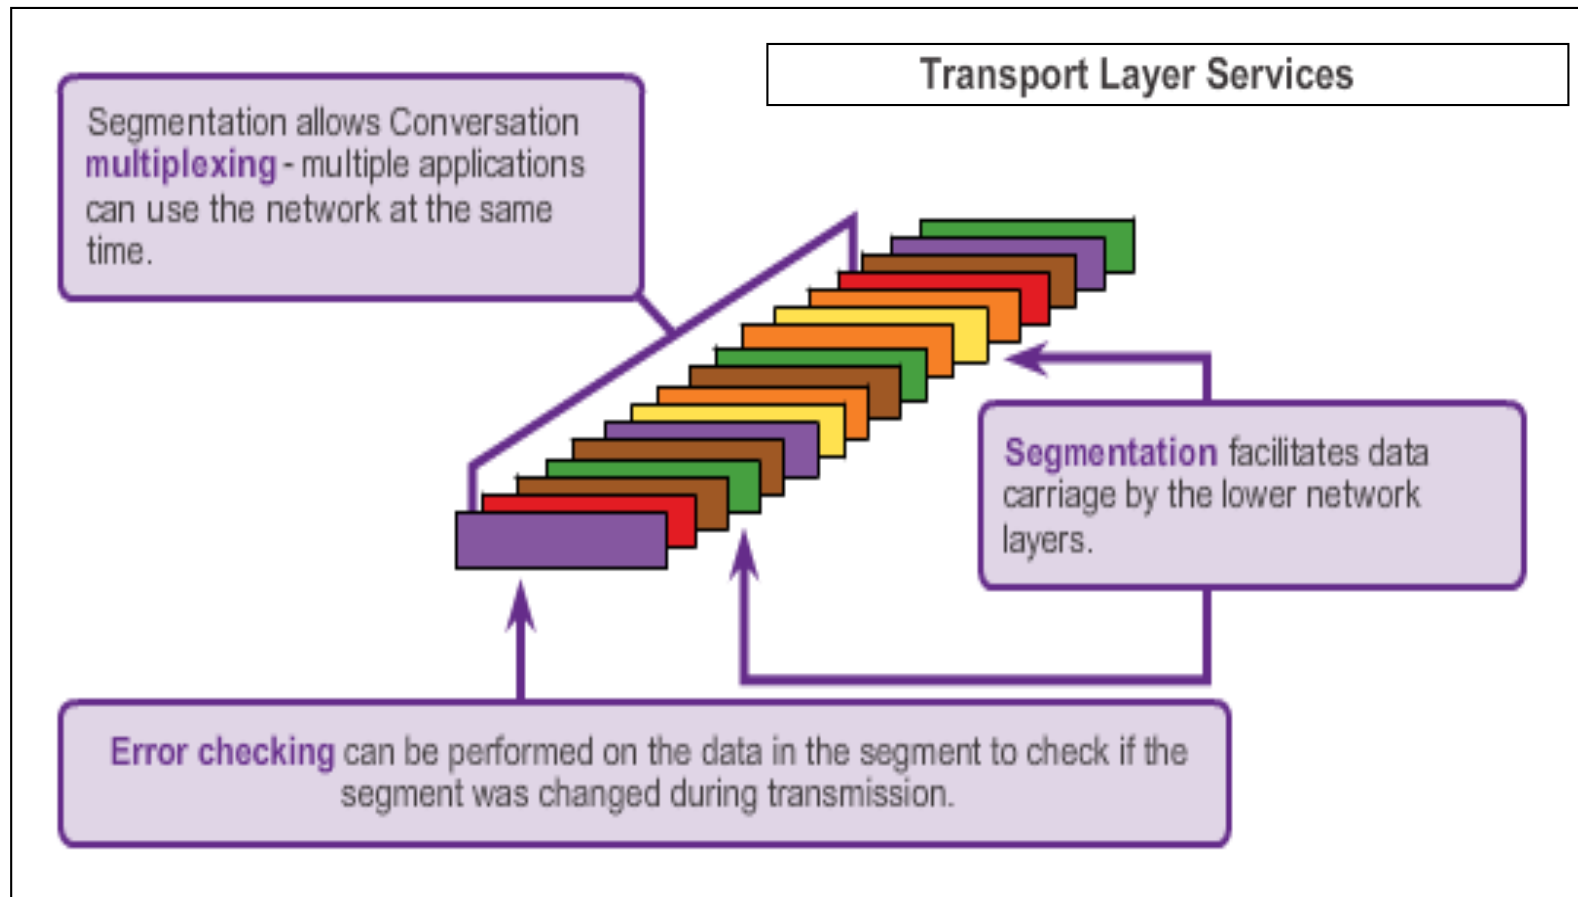 Transport Layer Services
Segmentation allows Conversation
multiplexing - multiple applications
can use the network at the same
time.
Segmentation facilitates data
carriage by the lower network
layers.
Error checking can be performed on the data in the segment to check if the
segment was changed during transmission.